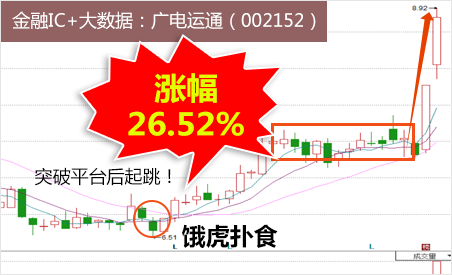 金融IC+大数据：广电运通（002152）
8.92
涨幅
26.52%
突破平台后起跳！
6.51
饿虎扑食
L
L
L
榜
成交量